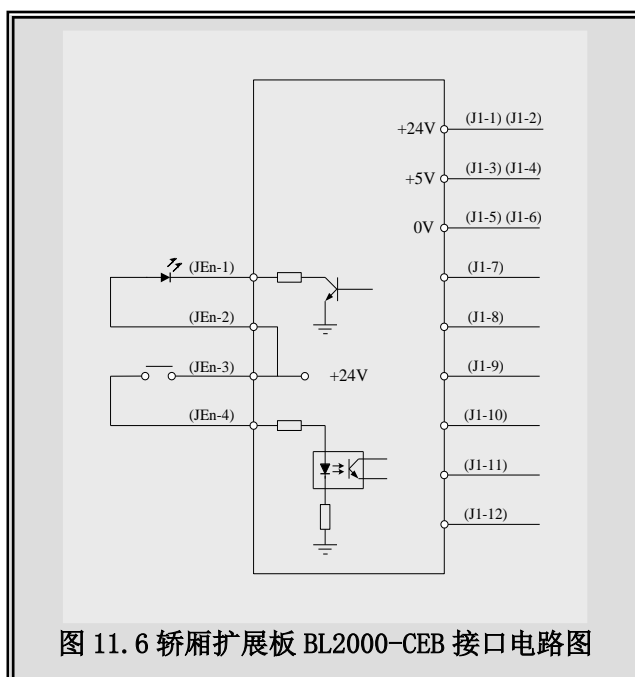 +24V (J1-1) (J1-2)
+5V (J1-3) (J1-4)
0V (J1-5) (J1-6)
(JEn-1) (J1-7)
(JEn-2) (J1-8)
(JEn-3) +24V (J1-9)
(JEn-4) (J1-10)
(J1-11)
(J1-12)
图 11.6 轿厢扩展板 BL2000-CEB 接口电路图